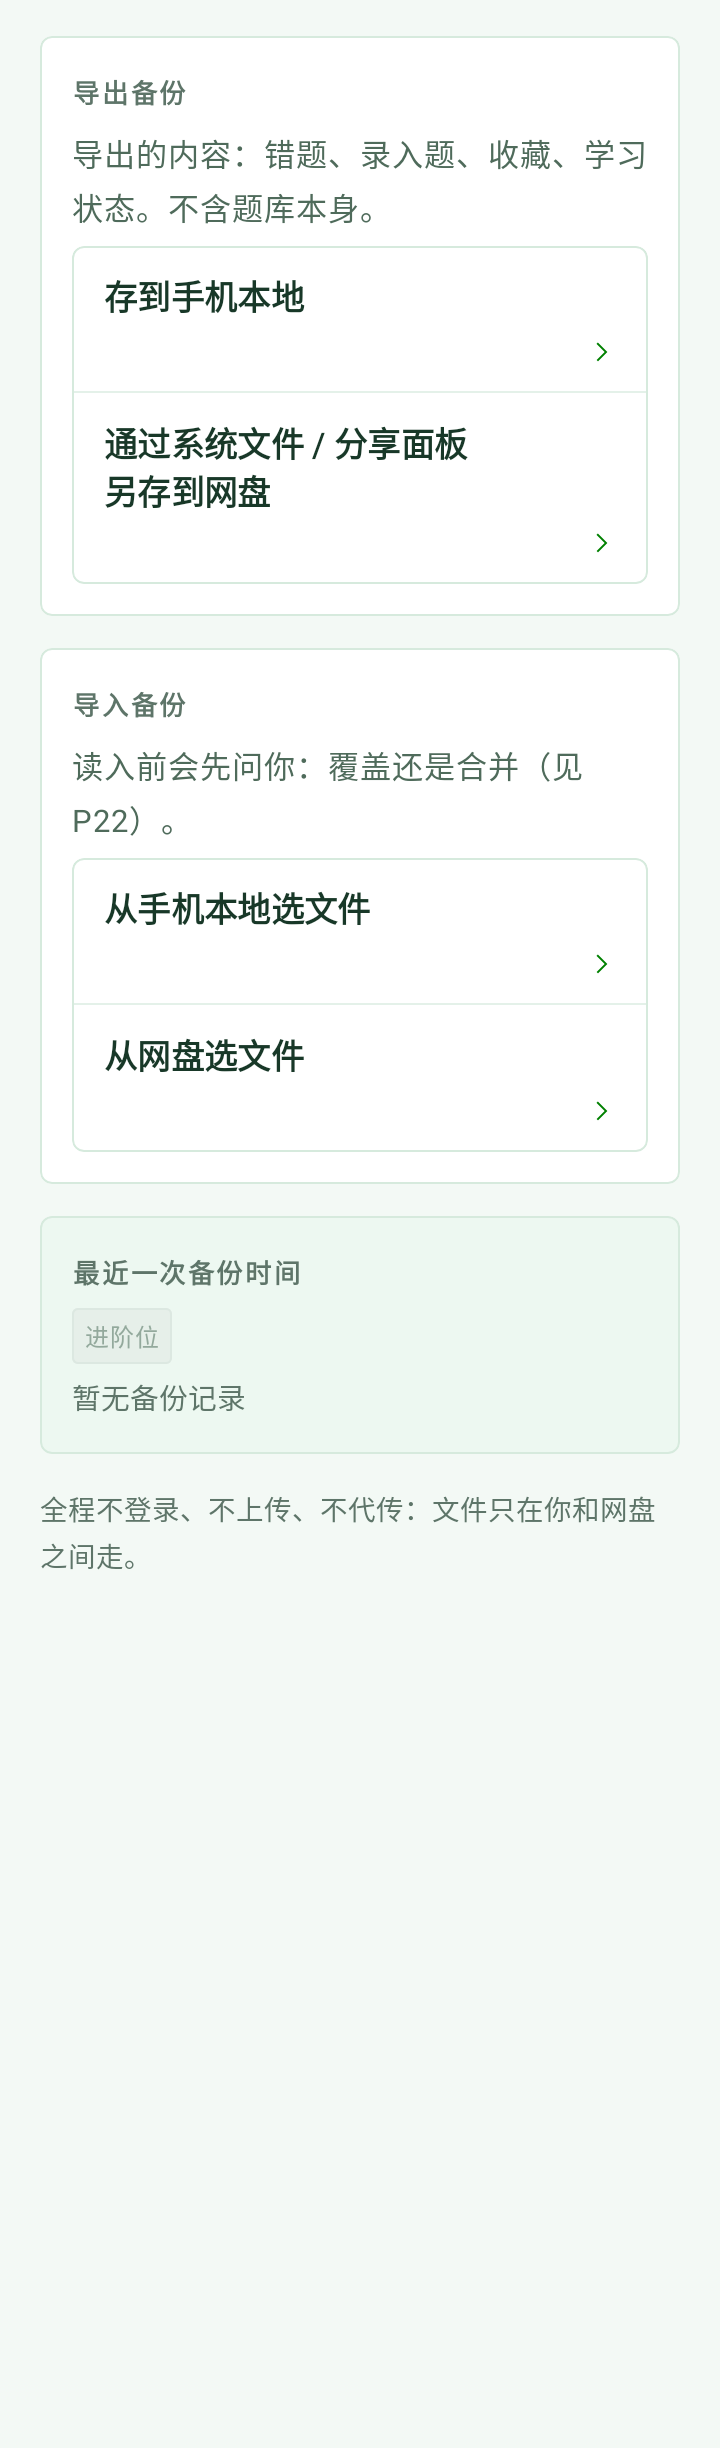 导出备份
导出的内容：错题、录入题、收藏、学习
状态。不含题库本身。
存到手机本地
通过系统文件 / 分享面板
另存到网盘
导入备份
读入前会先问你：覆盖还是合并（见
P22）。
从手机本地选文件
从网盘选文件
最近一次备份时间
进阶位
暂无备份记录
全程不登录、不上传、不代传：文件只在你和网盘
之间走。